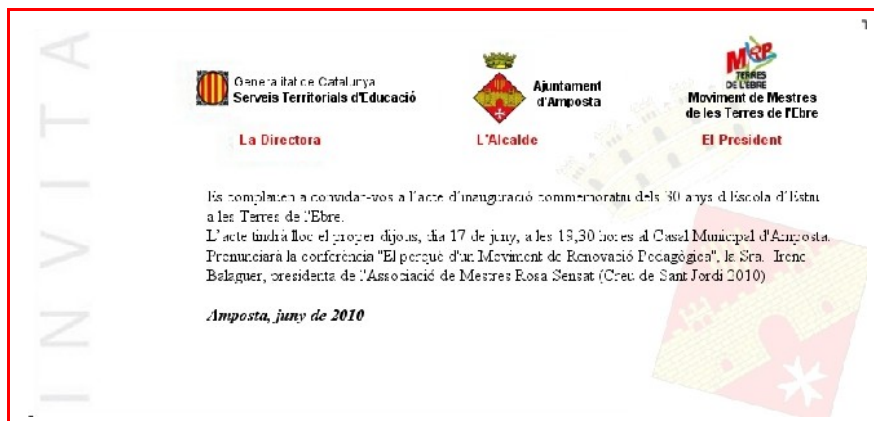 INVITA
Generalitat de Catalunya
Serveis Territorials d'Educació
La Directora
Ajuntament
d'Amposta
L'Alcalde
MRP
TERRES
DE L'EBRE
Moviment de Mestres
de les Terres de l'Ebre
El President
Es complauen a convidar-vos a l'acte d'inauguració commemoratiu dels 30 anys d'Escola d'Estiu
a les Terres de l'Ebre.
L'acte tindrà lloc el proper dijous, dia 17 de juny, a les 19,30 hores al Casal Municipal d'Amposta.
Pronunciarà la conferència "El perquè d'un Moviment de Renovació Pedagògica", la Sra. Irene
Balaguer, presidenta de l'Associació de Mestres Rosa Sensat (Creu de Sant Jordi 2010)
Amposta, juny de 2010